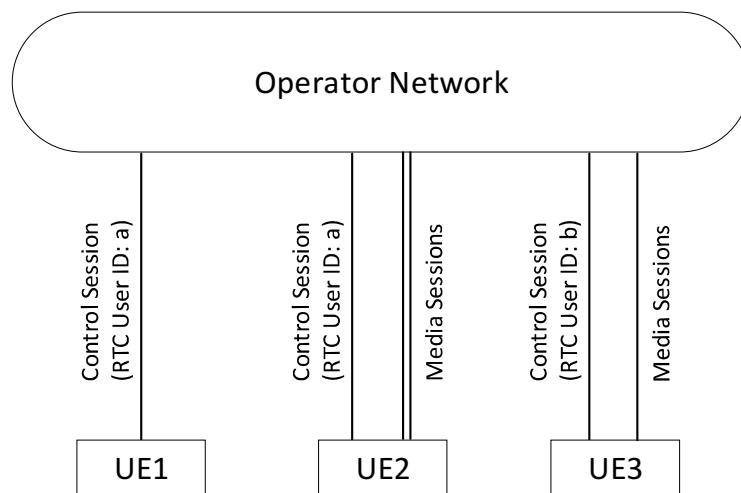 Operator Network
Control Session
(RTC User ID: a)
Control Session
(RTC User ID: a)
Media Sessions
Control Session
(RTC User ID: b)
Media Sessions
UE1
UE2
UE3